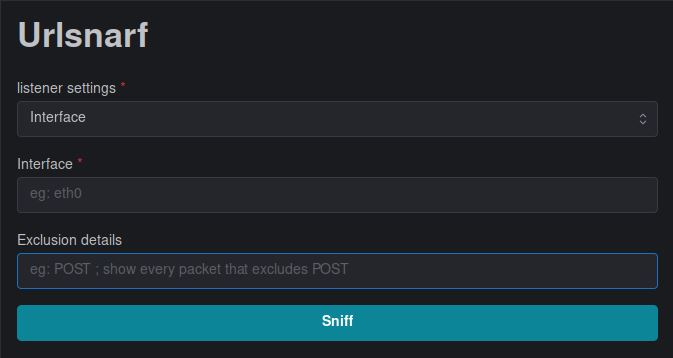 Urlsnarf
listener settings *
Interface
Interface *
eg: eth0
Exclusion details
eg: POST ; show every packet that excludes POST
Sniff